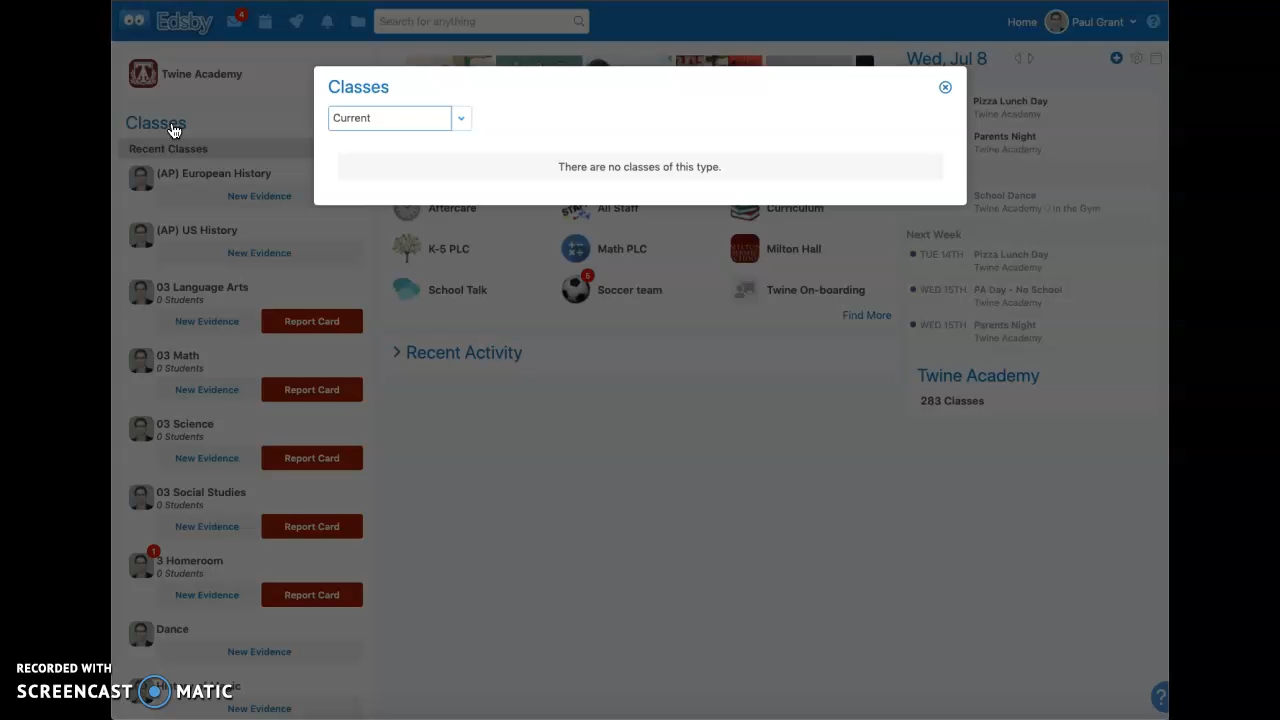 Edsby
4
Search for anything
Home
Paul Grant
Twine Academy
Classes
Recent Classes
(AP) European History
New Evidence
(AP) US History
New Evidence
03 Language Arts
0 Students
New Evidence
Report Card
03 Math
0 Students
New Evidence
Report Card
03 Science
0 Students
New Evidence
Report Card
03 Social Studies
0 Students
New Evidence
Report Card
1
3 Homeroom
0 Students
New Evidence
Report Card
Dance
New Evidence
New Evidence
Classes
Current
There are no classes of this type.
Aftercare
All Staff
Curriculum
K-5 PLC
Math PLC
Milton Hall
School Talk
6
Soccer team
Twine On-boarding
Find More
Recent Activity
Wed, Jul 8
Pizza Lunch Day
Twine Academy
Parents Night
Twine Academy
School Dance
Twine Academy In the Gym
Next Week
TUE 14TH
Pizza Lunch Day
Twine Academy
WED 15TH
PA Day - No School
Twine Academy
WED 15TH
Parents Night
Twine Academy
Twine Academy
283 Classes
?
RECORDED WITH
SCREENCAST MATIC